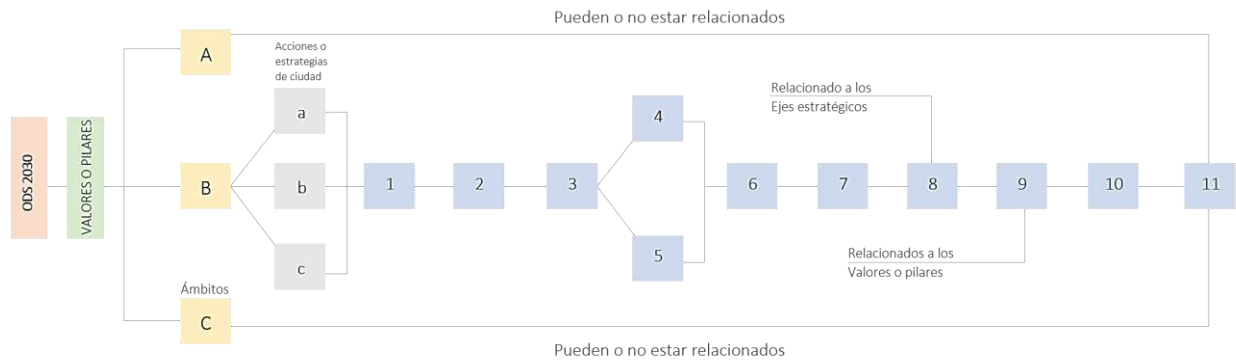 Pueden o no estar relacionados
A
Acciones o
estrategias
de ciudad
Relacionado a los
Ejes estratégicos
a
4
ODS 2030
VALORES O PILARES
B
b
1
2
3
6
7
8
9
10
11
5
c
Relacionados a los
Valores o pilares
Ámbitos
C
Pueden o no estar relacionados